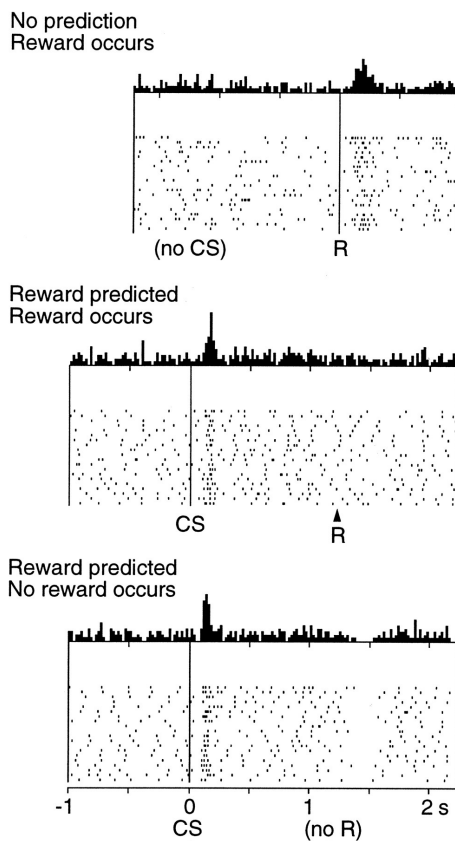 No prediction
Reward occurs
(no CS) R
Reward predicted
Reward occurs
CS R
Reward predicted
No reward occurs
-1 0 1 2 s
CS (no R)